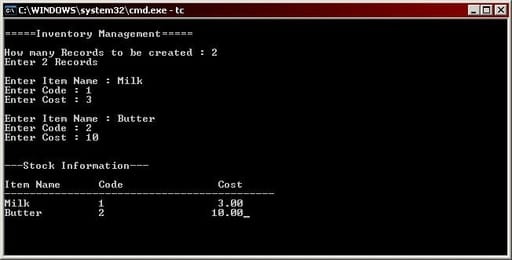 C:\WINDOWS\system32\cmd.exe - tc
=====Inventory Management=====
How many Records to be created : 2
Enter 2 Records
Enter Item Name : Milk
Enter Code : 1
Enter Cost : 3
Enter Item Name : Butter
Enter Code : 2
Enter Cost : 10
---Stock Information---
Item Name Code Cost
---------------------------------------------
Milk 1 3.00
Butter 2 10.00_